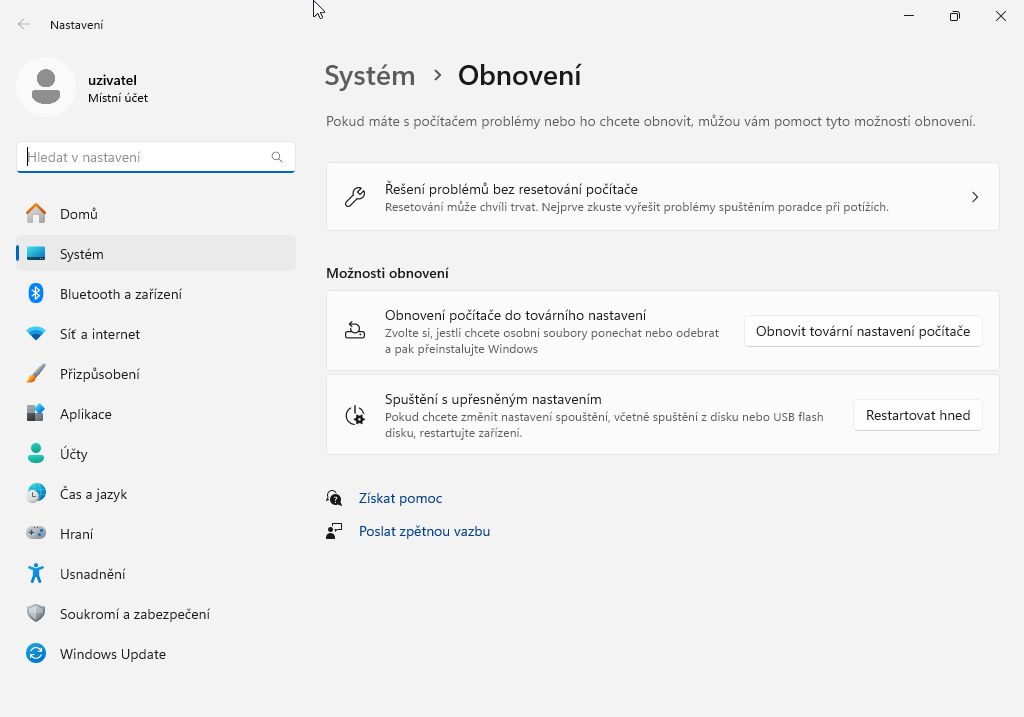 Nastavení
uzivatel
Místní účet
Hledat v nastavení
Domů
Systém
Bluetooth a zařízení
Síť a internet
Přizpůsobení
Aplikace
Účty
Čas a jazyk
Hraní
Usnadnění
Soukromí a zabezpečení
Windows Update
Systém > Obnovení
Pokud máte s počítačem problémy nebo ho chcete obnovit, můžou vám pomoct tyto možnosti obnovení.
Řešení problémů bez resetování počítače
Resetování může chvíli trvat. Nejprve zkuste vyřešit problémy spuštěním poradce při potížích.
Možnosti obnovení
Obnovení počítače do továrního nastavení
Zvolte si, jestli chcete osobní soubory ponechat nebo odebrat
a pak přeinstalujte Windows
Obnovit tovární nastavení počítače
Spuštění s upřesněným nastavením
Pokud chcete změnit nastavení spouštění, včetně spuštění z disku nebo USB flash
disku, restartujte zařízení.
Restartovat hned
Získat pomoc
Poslat zpětnou vazbu